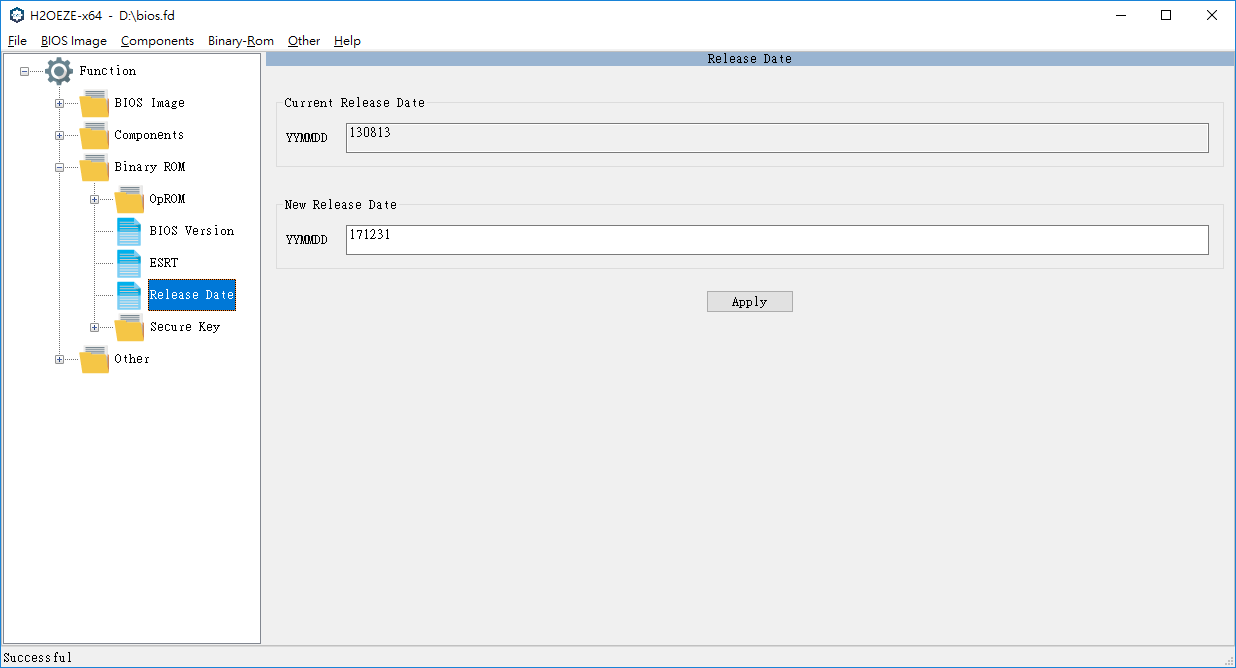 H2OEZE-x64 - D:\bios.fd
File BIOS Image Components Binary-Rom Other Help
Function
BIOS Image
Components
Binary ROM
OpROM
BIOS Version
ESRT
Release Date
Secure Key
Other
Release Date
Current Release Date
YYMMDD 130813
New Release Date
YYMMDD 171231
Apply
Successful